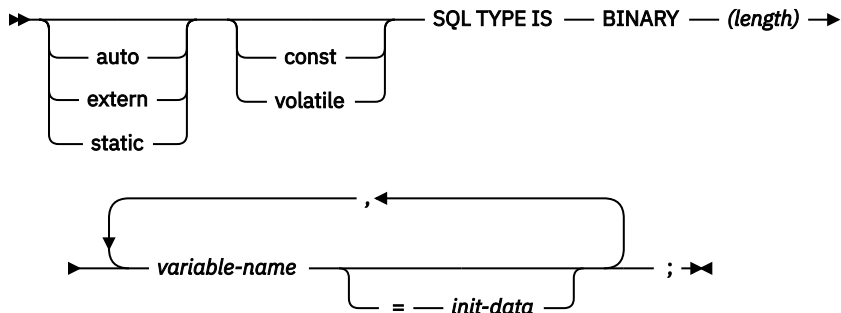 SQL TYPE IS BINARY (length)
auto const
extern volatile
static
,
variable-name ;
= init-data